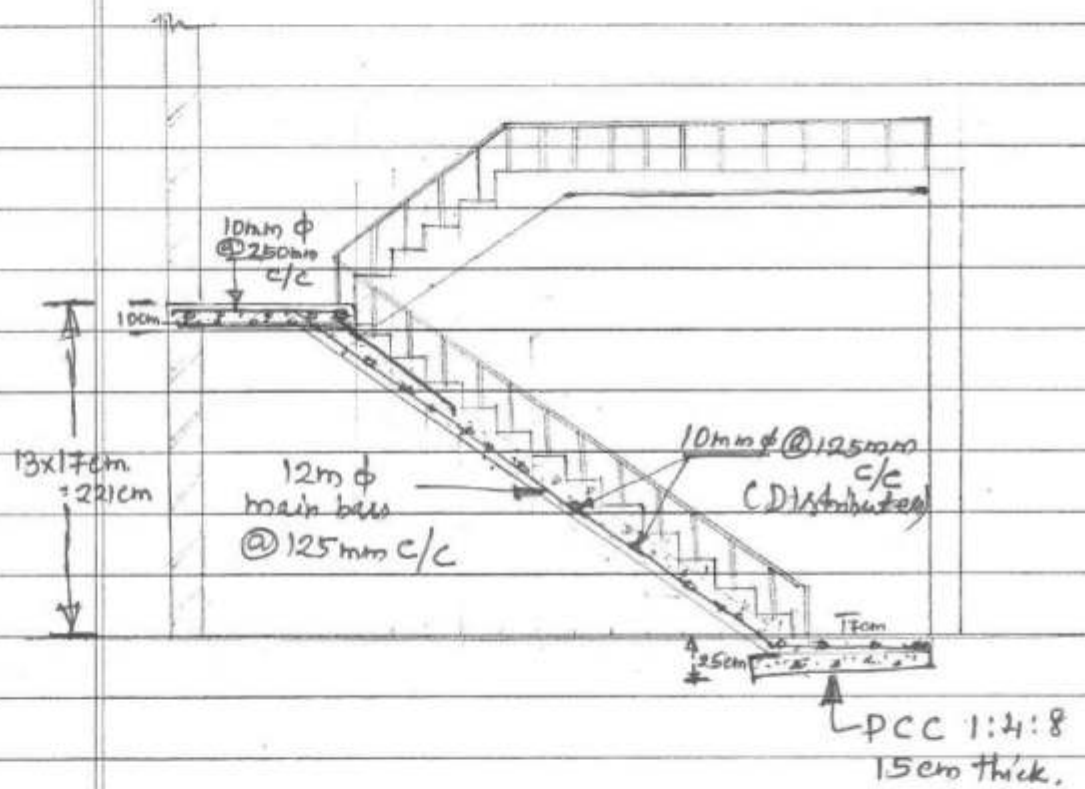 10mm ϕ
@ 250mm
c/c
10cm
13x17cm.
= 221cm
12m ϕ
main bars
@ 125mm c/c
10mm ϕ @ 125mm
c/c
(Distributers)
17cm
25cm
PCC 1:4:8
15cm thick.